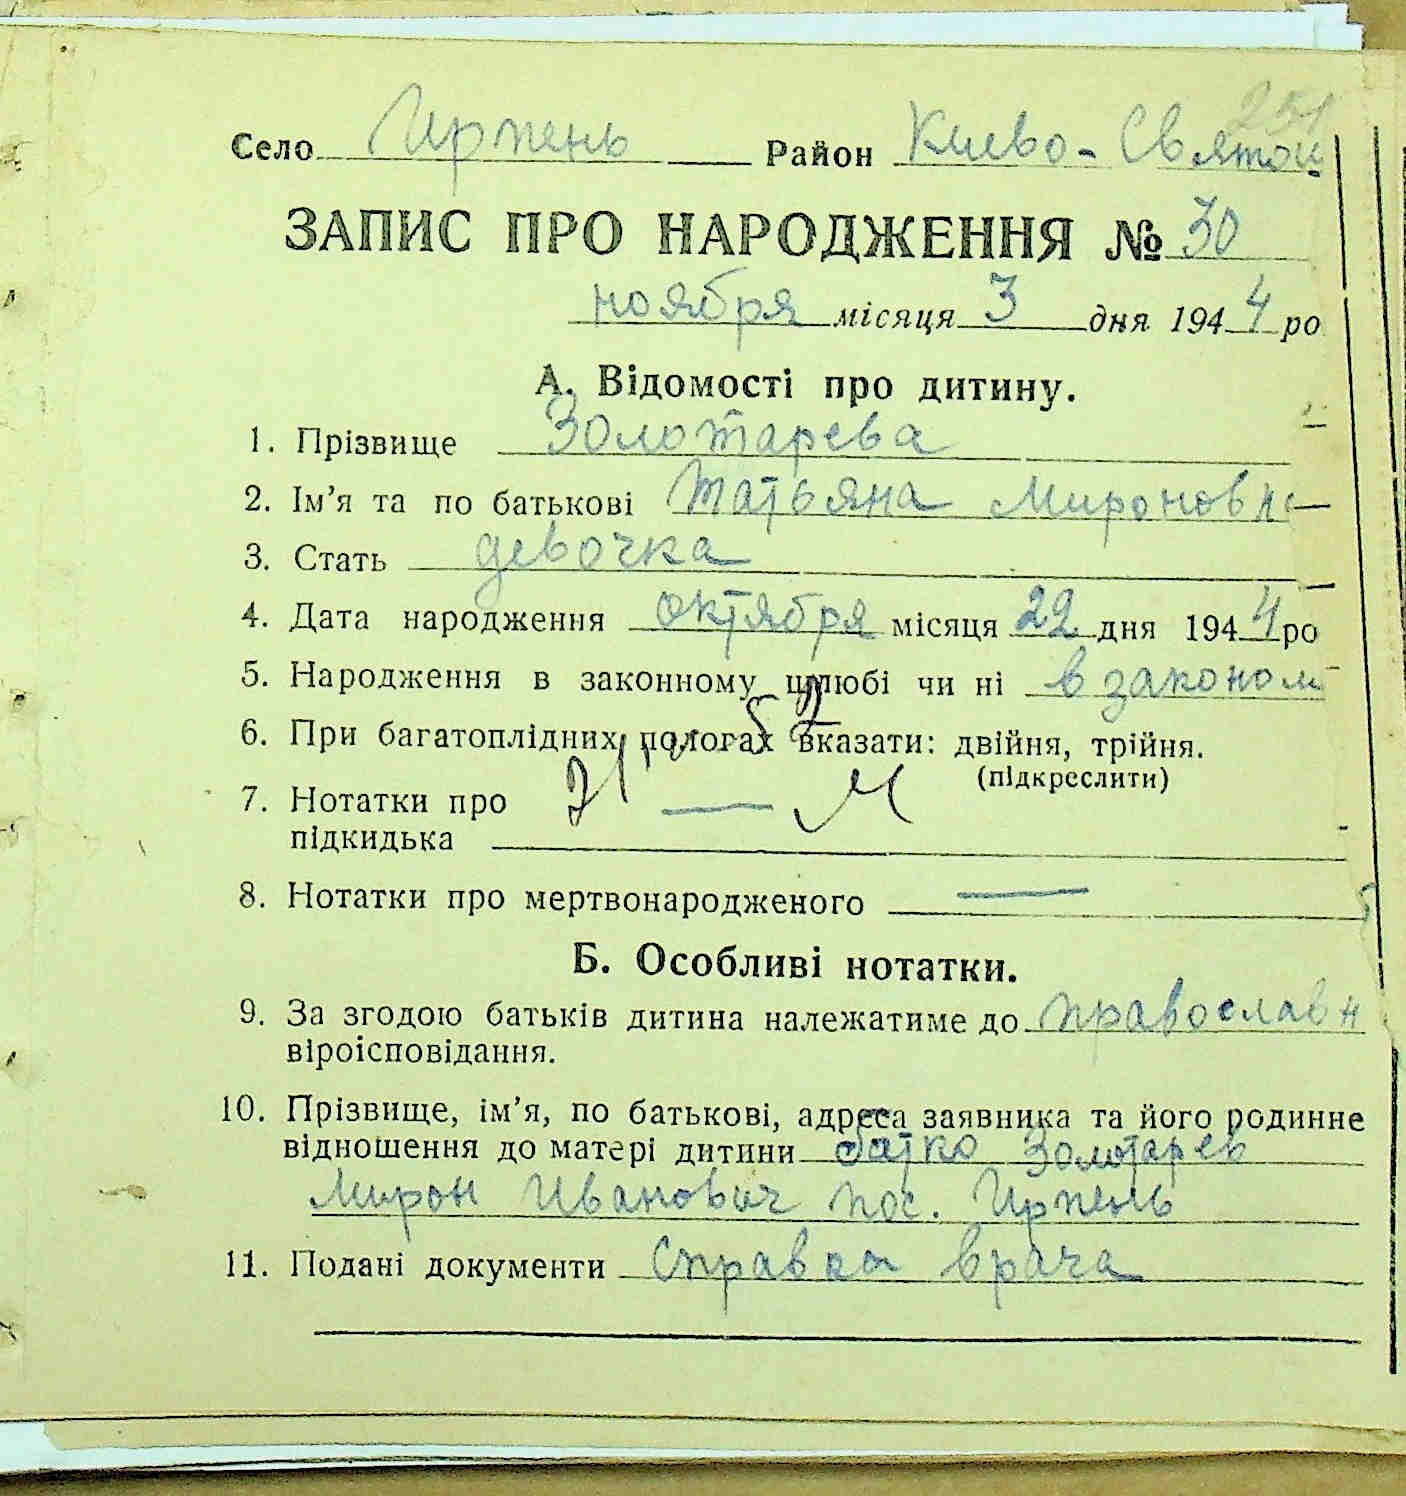 251
Село Ирпень Район Киево-Святош
ЗАПИС ПРО НАРОДЖЕННЯ № 30
ноября місяця 3 дня 1944 ро
А. Відомості про дитину.
1. Прізвище Золотарева
2. Ім’я та по батькові Татьяна Мироновна
3. Стать девочка
4. Дата народження октября місяця 22 дня 1944 ро
5. Народження в законному шлюбі чи ні в законом
6. При багатоплідних пологах вказати: двійня, трійня.
(підкреслити)
7. Нотатки про —
підкидька
8. Нотатки про мертвонародженого —
Б. Особливі нотатки.
9. За згодою батьків дитина належатиме до православн
віроісповідання.
10. Прізвище, ім’я, по батькові, адреса заявника та його родинне
відношення до матері дитини батко Золотарев
Мирон Иванович пос. Ирпень
11. Подані документи Справка врача